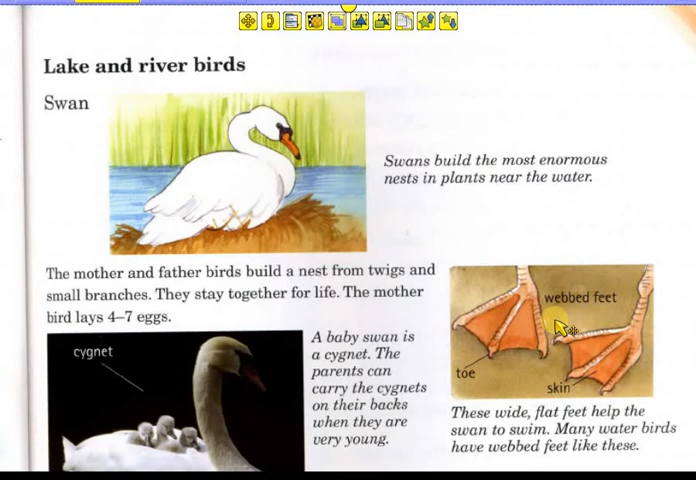 Lake and river birds
Swan
Swans build the most enormous
nests in plants near the water.
The mother and father birds build a nest from twigs and
small branches. They stay together for life. The mother
bird lays 4–7 eggs.
webbed feet
toe
skin
cygnet
A baby swan is
a cygnet. The
parents can
carry the cygnets
on their backs
when they are
very young.
These wide, flat feet help the
swan to swim. Many water birds
have webbed feet like these.